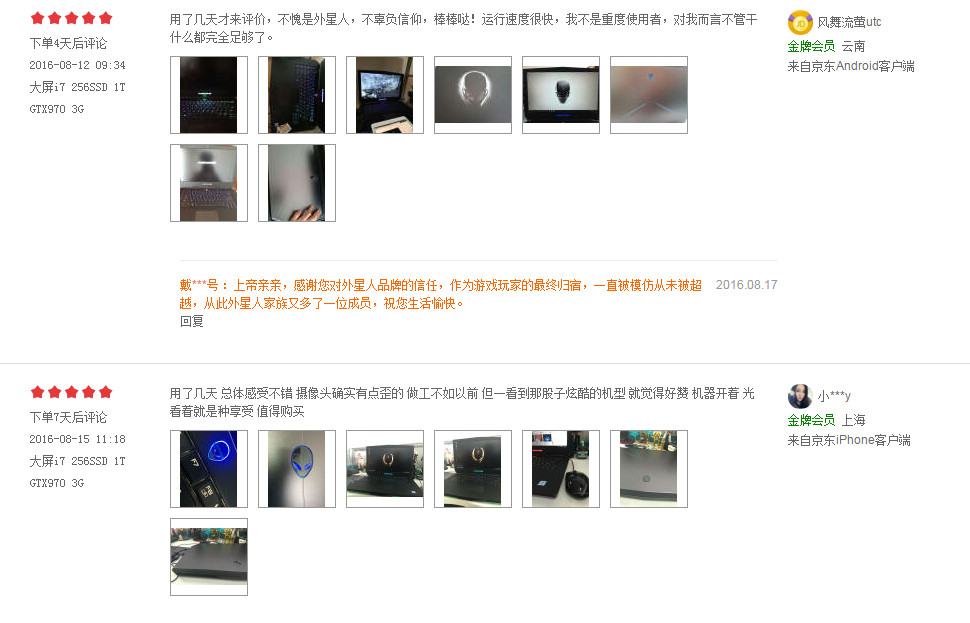 用了几天才来评价，不愧是外星人，不辜负信仰，棒棒哒！运行速度很快，我不是重度使用者，对我而言不管干
什么都完全足够了。
下单4天后评论
2016-08-12 09:34
大屏i7 256SSD 1T
GTX970 3G
风舞流萤utc
金牌会员 云南
来自京东Android客户端
戴***号： 上帝亲亲，感谢您对外星人品牌的信任，作为游戏玩家的最终归宿，一直被模仿从未被超
越，从此外星人家族又多了一位成员，祝您生活愉快。
2016.08.17
回复
用了几天 总体感受不错 摄像头确实有点歪的 做工不如以前 但一看到那股子炫酷的机型 就觉得好赞 机器开着 光
看着就是种享受 值得购买
下单7天后评论
2016-08-15 11:18
大屏i7 256SSD 1T
GTX970 3G
小***y
金牌会员 上海
来自京东iPhone客户端